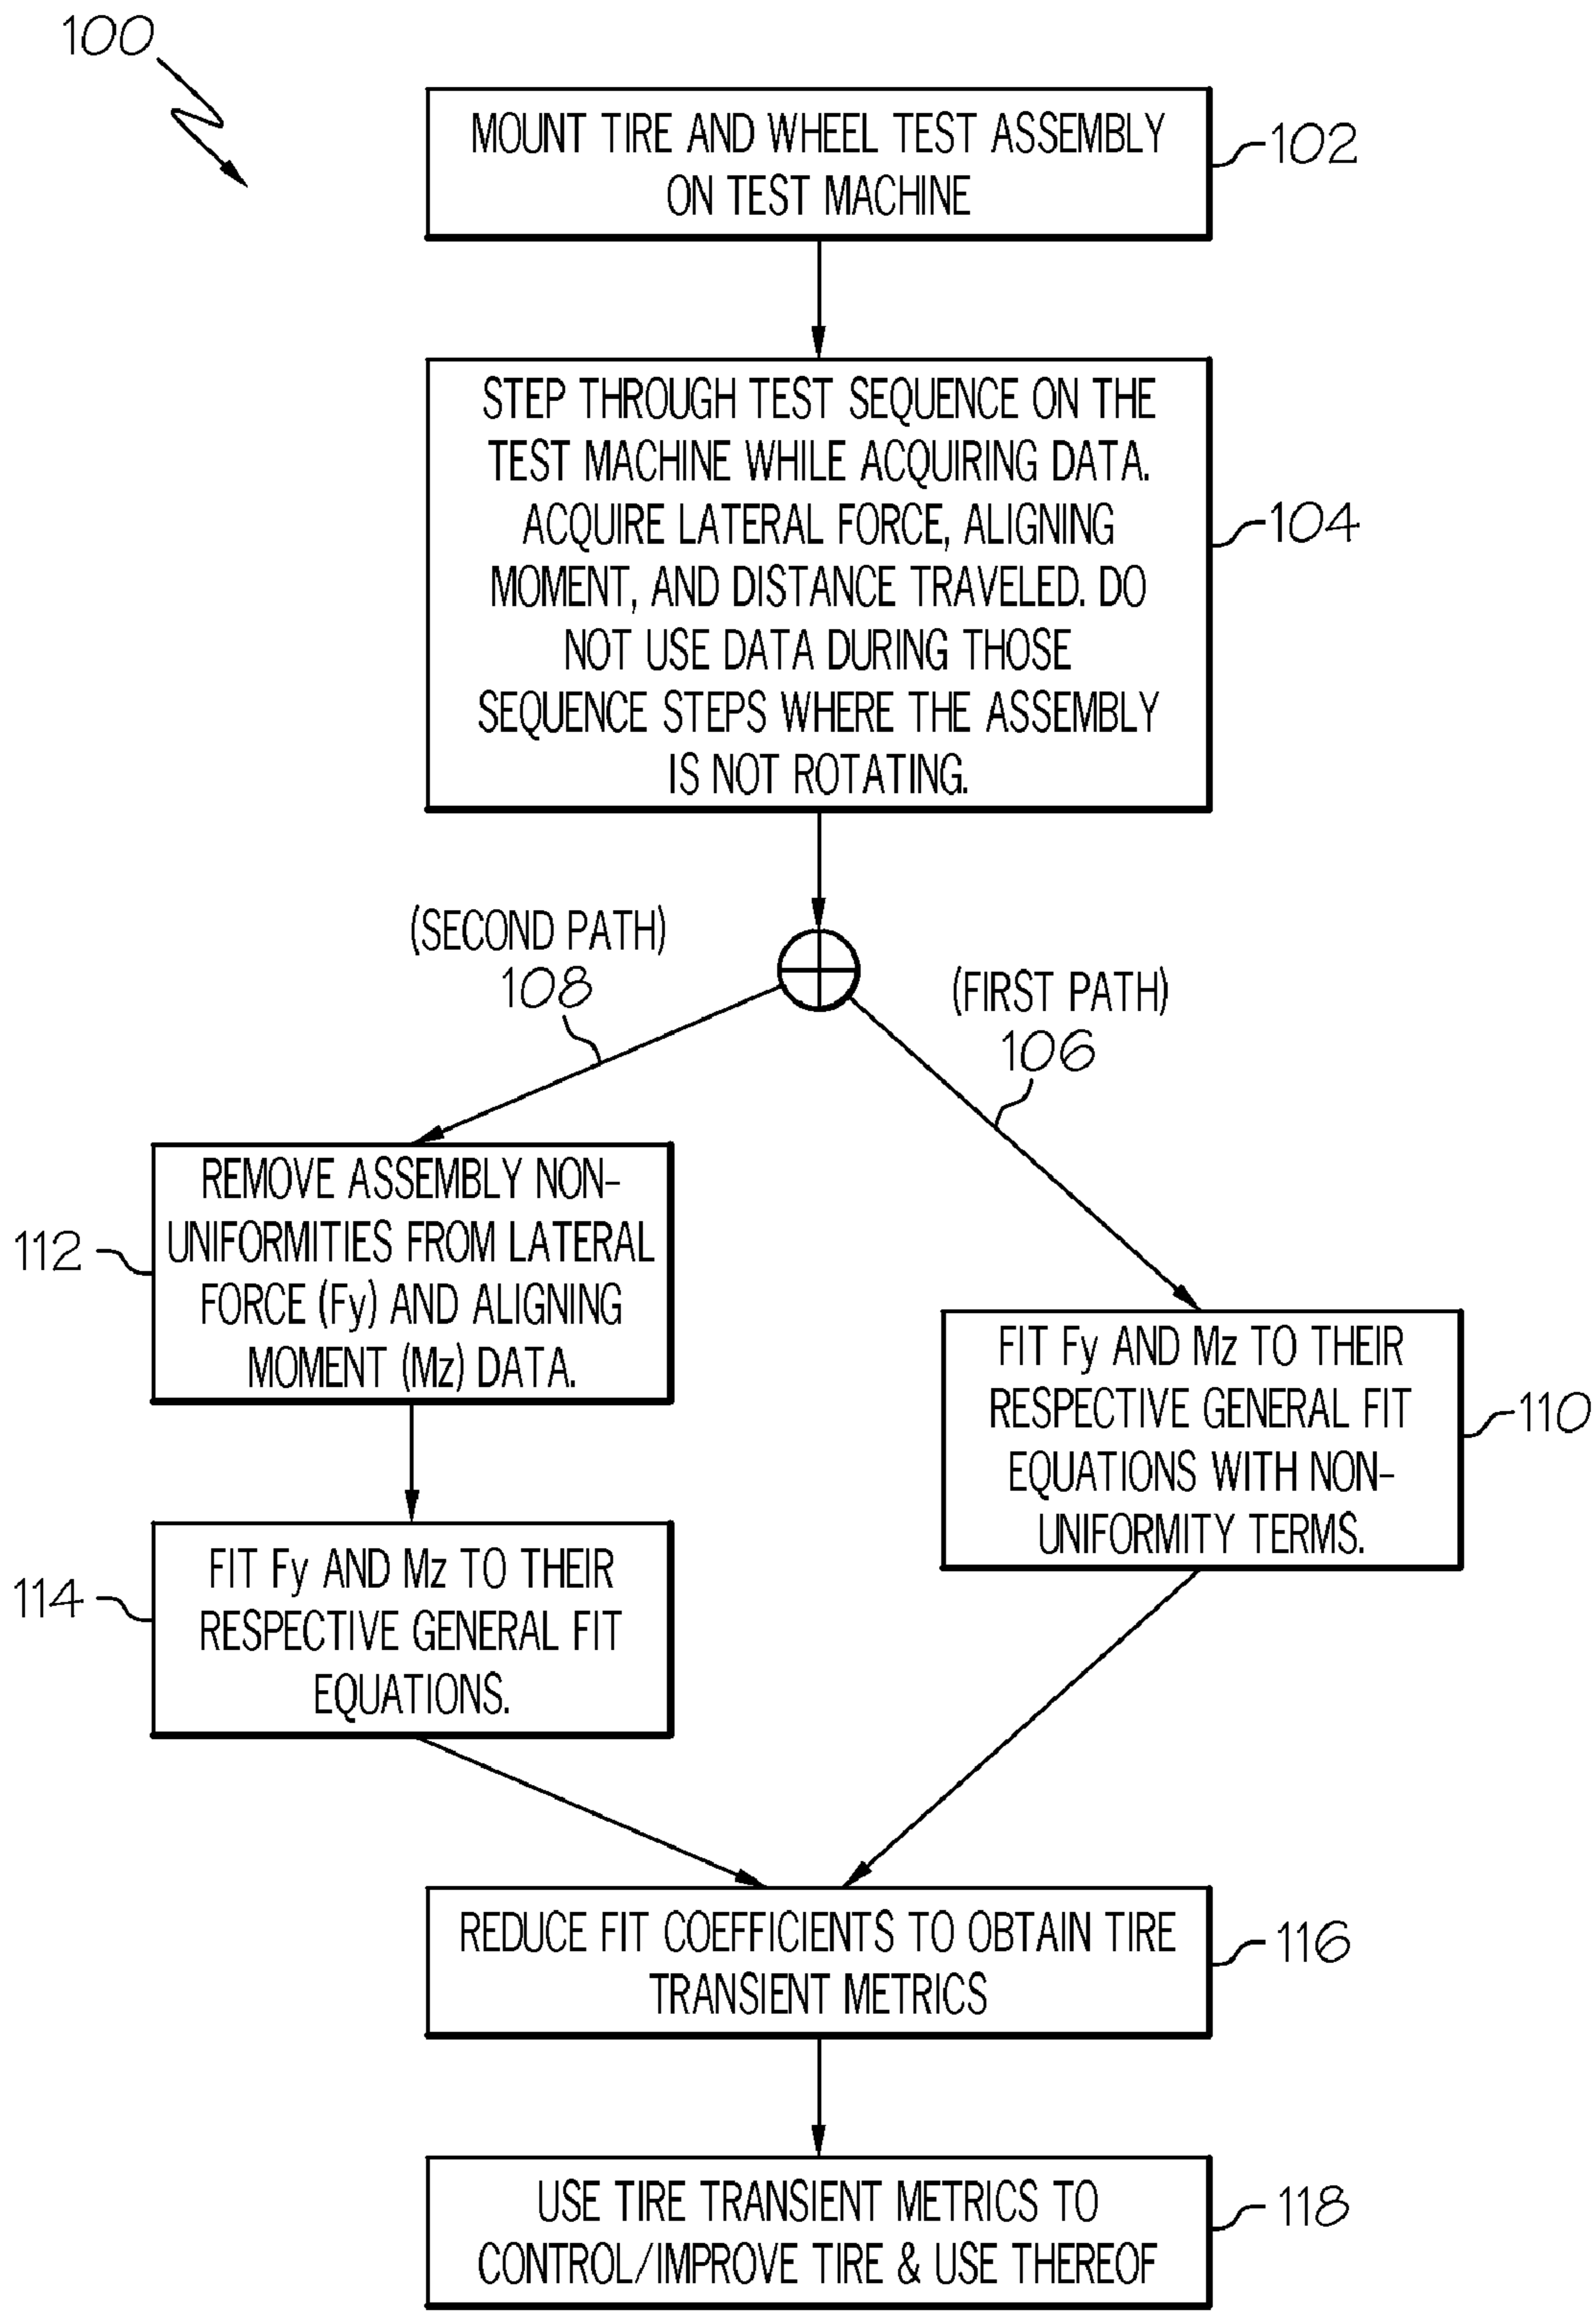 100
MOUNT TIRE AND WHEEL TEST ASSEMBLY
ON TEST MACHINE
102
STEP THROUGH TEST SEQUENCE ON THE
TEST MACHINE WHILE ACQUIRING DATA.
ACQUIRE LATERAL FORCE, ALIGNING
MOMENT, AND DISTANCE TRAVELED. DO
NOT USE DATA DURING THOSE
SEQUENCE STEPS WHERE THE ASSEMBLY
IS NOT ROTATING.
104
(SECOND PATH)
108
(FIRST PATH)
106
REMOVE ASSEMBLY NON-
UNIFORMITIES FROM LATERAL
FORCE (Fy) AND ALIGNING
MOMENT (Mz) DATA.
112
FIT Fy AND Mz TO THEIR
RESPECTIVE GENERAL FIT
EQUATIONS WITH NON-
UNIFORMITY TERMS.
110
FIT Fy AND Mz TO THEIR
RESPECTIVE GENERAL FIT
EQUATIONS.
114
REDUCE FIT COEFFICIENTS TO OBTAIN TIRE
TRANSIENT METRICS
116
USE TIRE TRANSIENT METRICS TO
CONTROL/IMPROVE TIRE & USE THEREOF
118